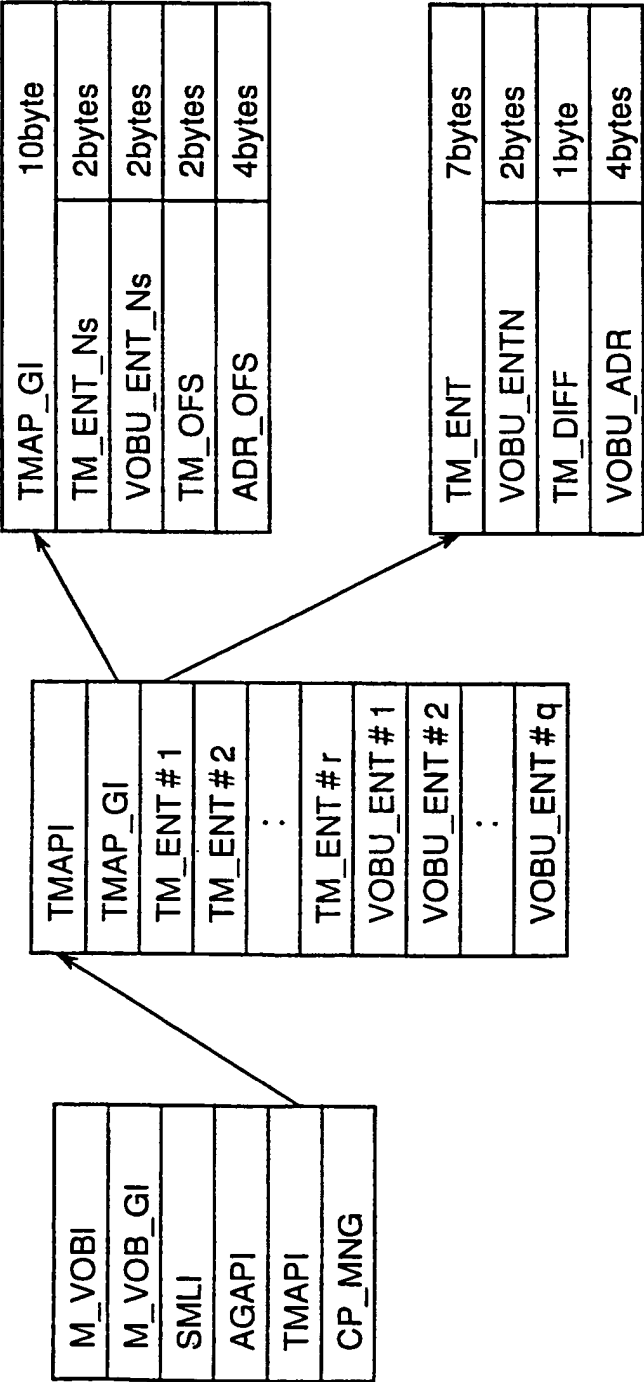 M_VOBI
M_VOB_GI
SMLI
AGAPI
TMAPI
CP_MNG
TMAPI
TMAP_GI
TM_ENT#1
TM_ENT#2
:
TM_ENT#r
VOBU_ENT#1
VOBU_ENT#2
:
VOBU_ENT#q
TMAP_GI 10byte
TM_ENT_Ns 2bytes
VOBU_ENT_Ns 2bytes
TM_OFS 2bytes
ADR_OFS 4bytes
TM_ENT 7bytes
VOBU_ENTN 2bytes
TM_DIFF 1byte
VOBU_ADR 4bytes